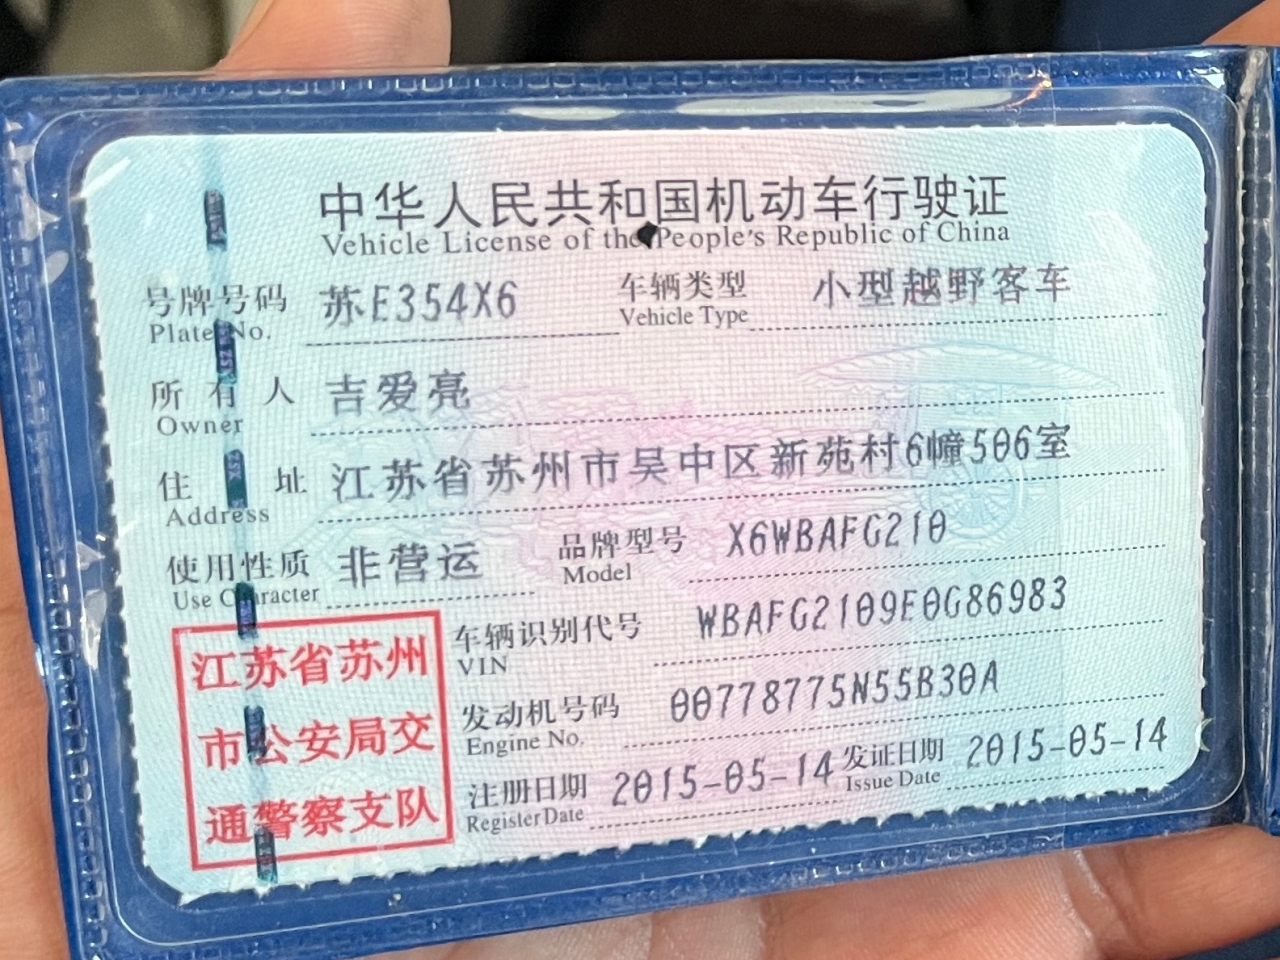 中华人民共和国机动车行驶证
Vehicle License of the People's Republic of China
号牌号码 苏E354X6 车辆类型 小型越野客车
Plate No. Vehicle Type
所有人 吉爱亮
Owner
住址 江苏省苏州市吴中区新苑村6幢506室
Address
使用性质 非营运 品牌型号 X6WBAFG210
Use Character Model
车辆识别代号 WBAFG2109E0G86983
VIN
发动机号码 00778775N55B30A
Engine No.
注册日期 2015-05-14 发证日期 2015-05-14
Register Date Issue Date
江苏省苏州
市公安局交
通警察支队